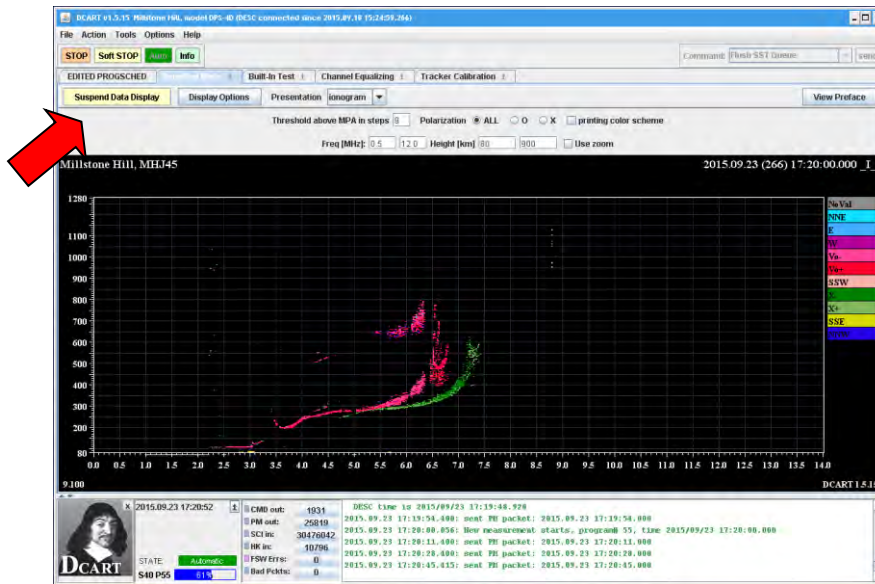 DCART v1.5.15 Millstone Hill, model DPS-4D (DESC connected since 2015.09.18 15:24:59.266)
File Action Tools Options Help
STOP Soft STOP Auto Info Command: Flush SST Queue
EDITED PROGSCHED Built-In Test Channel Equalizing Tracker Calibration
Suspend Data Display Display Options Presentation ionogram View Preface
Threshold above MPA in steps ALL O X printing color scheme
Polarization
Freq [MHz]: 0.5 12.0 Height [km] 80 900 Use zoom
Millstone Hill, MHJ45 2015.09.23 (266) 17:20:00.000 _I_
1280
1100
1000
900
800
700
600
500
400
300
200
80
NoVal
NNE
E
W
Vo-
Vo+
SSW
X-
X+
SSE
0.0 0.5 1.0 1.5 2.0 2.5 3.0 3.5 4.0 4.5 5.0 5.5 6.0 6.5 7.0 7.5 8.0 8.5 9.0 9.5 10.0 10.5 11.0 11.5 12.0 12.5 13.0 13.5 14.0
9.100 DCART 1.5.15
DCART
x 2015.09.23 17:20:52
STATE Automatic
S40 P55 61%
CMD out: 1931
PM out: 25819
SCI in: 30476042
HK in: 10796
FSW Errs: 0
Bad Pckts: 0
DESC time is 2015/09/23 17:19:48.920
2015.09.23 17:19:54.400: sent PM packet: 2015.09.23 17:19:54.000
2015.09.23 17:20:00.056: New measurement starts, program# 55, time 2015/09/23 17:20:00.000
2015.09.23 17:20:11.400: sent PM packet: 2015.09.23 17:20:11.000
2015.09.23 17:20:28.400: sent PM packet: 2015.09.23 17:20:28.000
2015.09.23 17:20:45.415: sent PM packet: 2015.09.23 17:20:45.000